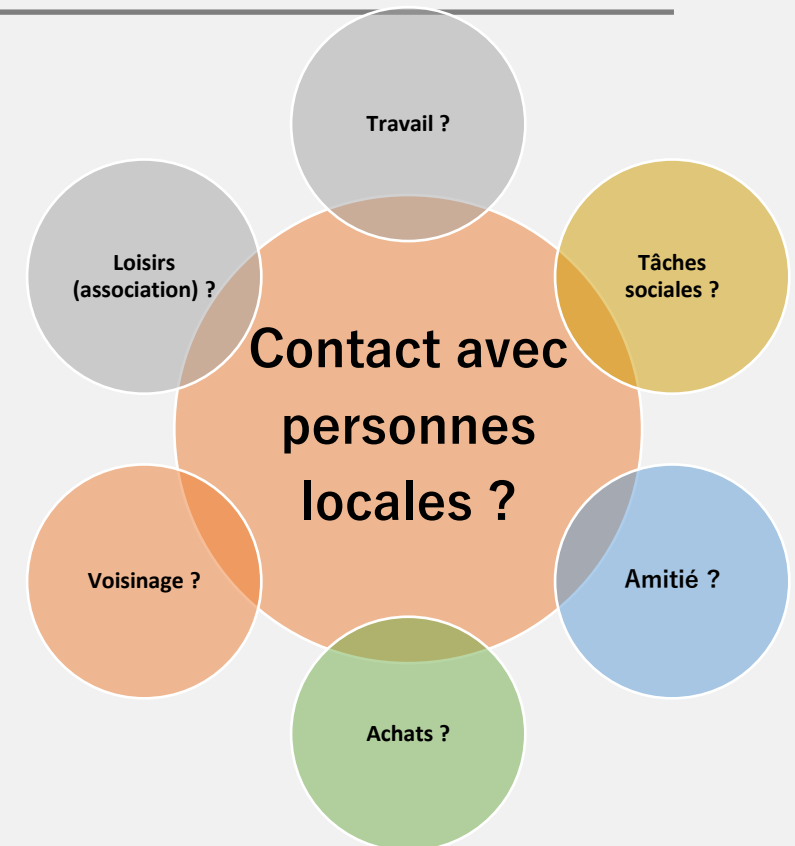 Travail ?
Loisirs
(association) ?
Tâches
sociales ?
Contact avec
personnes
locales ?
Voisinage ?
Amitié ?
Achats ?